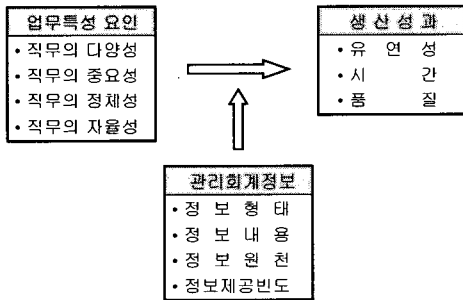 업무특성 요인
• 직무의 다양성
• 직무의 중요성
• 직무의 정체성
• 직무의 자율성
생 산 성 과
• 유 연 성
• 시 간
• 품 질
관리회계정보
• 정 보 형 태
• 정 보 내 용
• 정 보 원 천
• 정보제공빈도